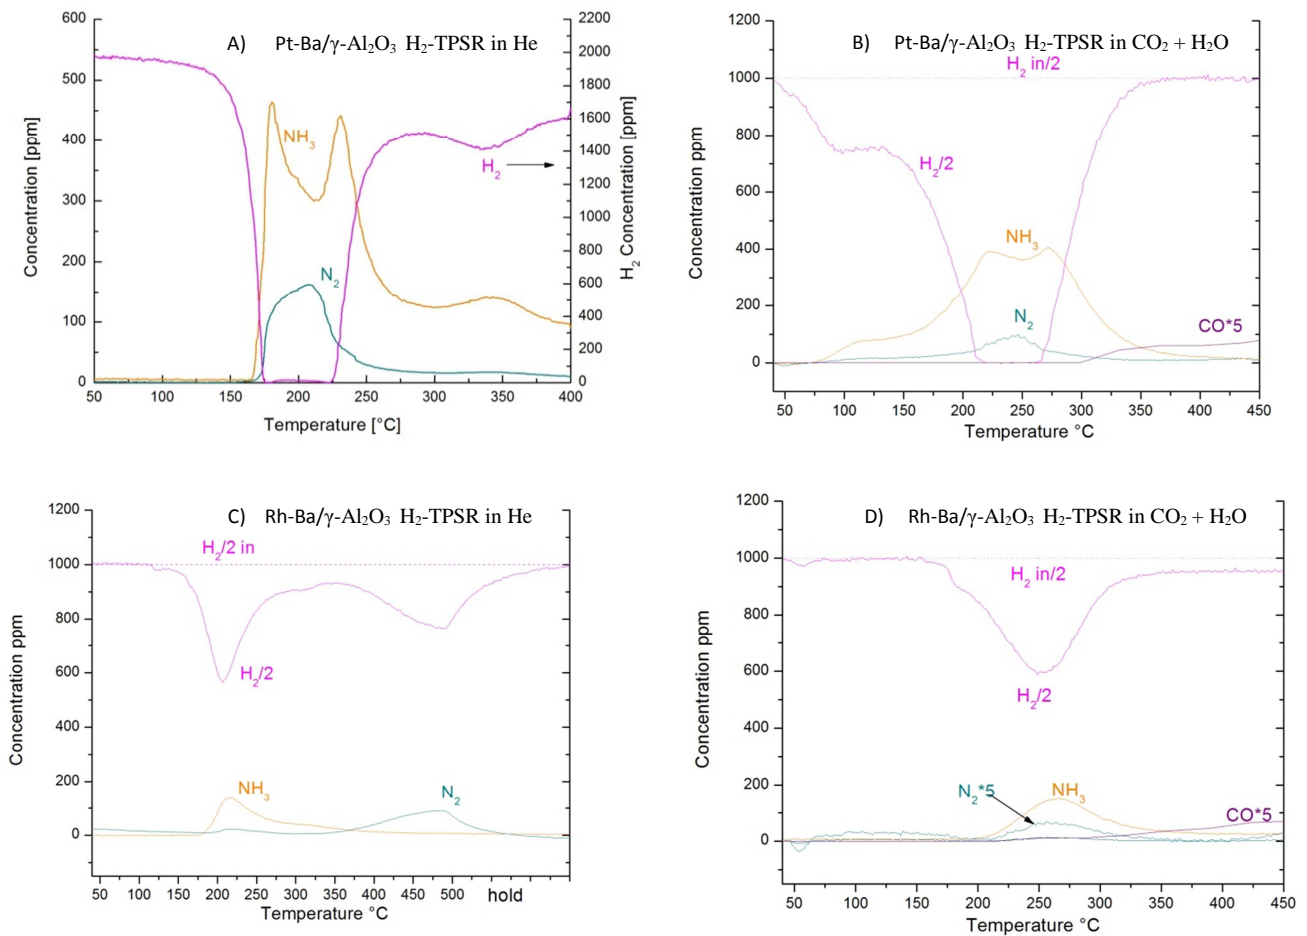 A) Pt-Ba/γ-Al₂O₃ H₂-TPSR in He
600
500
400
300
200
100
0
2200
2000
1800
1600
1400
1200
1000
800
600
400
200
0
NH₃
H₂
N₂
Concentration [ppm]
H₂ Concentration [ppm]
50 100 150 200 250 300 350 400
Temperature [°C]
B) Pt-Ba/γ-Al₂O₃ H₂-TPSR in CO₂ + H₂O
H₂ in/2
1200
1000
800
600
400
200
0
H₂/2
NH₃
N₂
CO*5
Concentration ppm
50 100 150 200 250 300 350 400 450
Temperature °C
C) Rh-Ba/γ-Al₂O₃ H₂-TPSR in He
1200
1000
800
600
400
200
0
H₂/2 in
H₂/2
NH₃
N₂
Concentration ppm
50 100 150 200 250 300 350 400 450 500 hold
Temperature °C
D) Rh-Ba/γ-Al₂O₃ H₂-TPSR in CO₂ + H₂O
1200
1000
800
600
400
200
0
H₂ in/2
H₂/2
N₂*5
NH₃
CO*5
Concentration ppm
50 100 150 200 250 300 350 400 450
Temperature °C